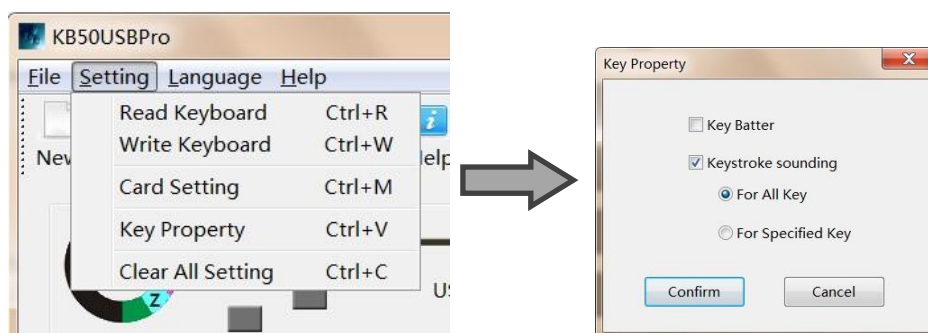 KB50USBPro
File Setting Language Help
Read Keyboard Ctrl+R
Write Keyboard Ctrl+W
Card Setting Ctrl+M
Key Property Ctrl+V
Clear All Setting Ctrl+C
Z
Key Property
Key Batter
Keystroke sounding
For All Key
For Specified Key
Confirm Cancel